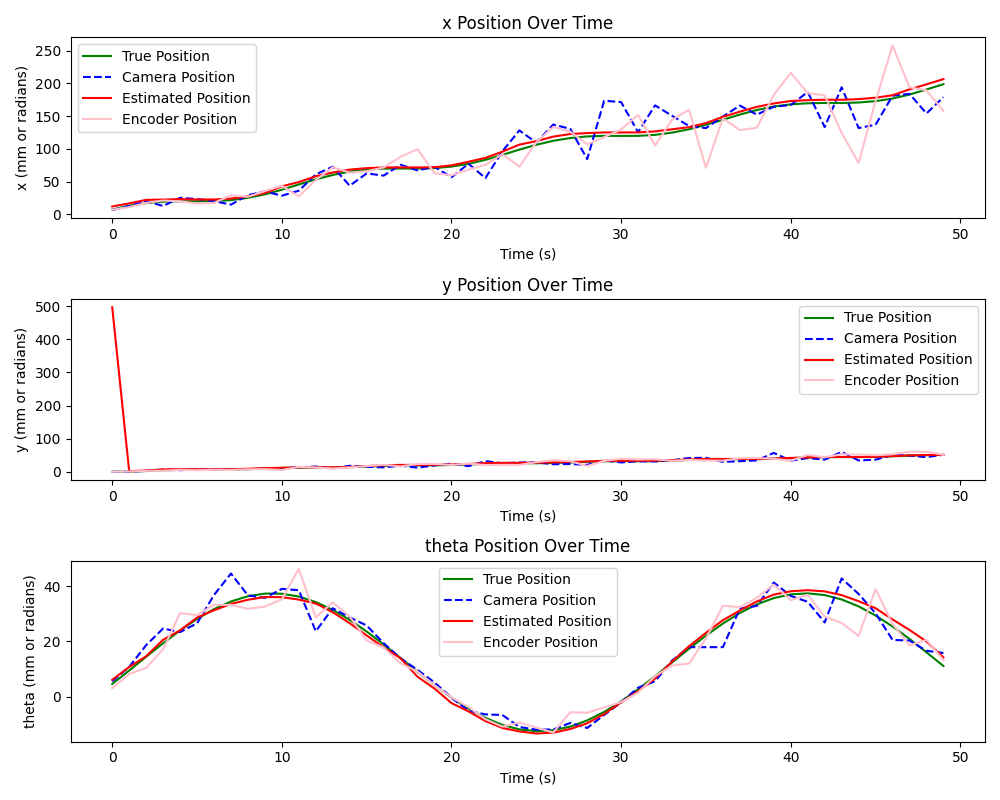 x Position Over Time
x (mm or radians)
250
200
150
100
50
0
True Position
Camera Position
Estimated Position
Encoder Position
0 10 20 30 40 50
Time (s)
y Position Over Time
y (mm or radians)
500
400
300
200
100
0
True Position
Camera Position
Estimated Position
Encoder Position
0 10 20 30 40 50
Time (s)
theta Position Over Time
theta (mm or radians)
40
20
0
True Position
Camera Position
Estimated Position
Encoder Position
0 10 20 30 40 50
Time (s)